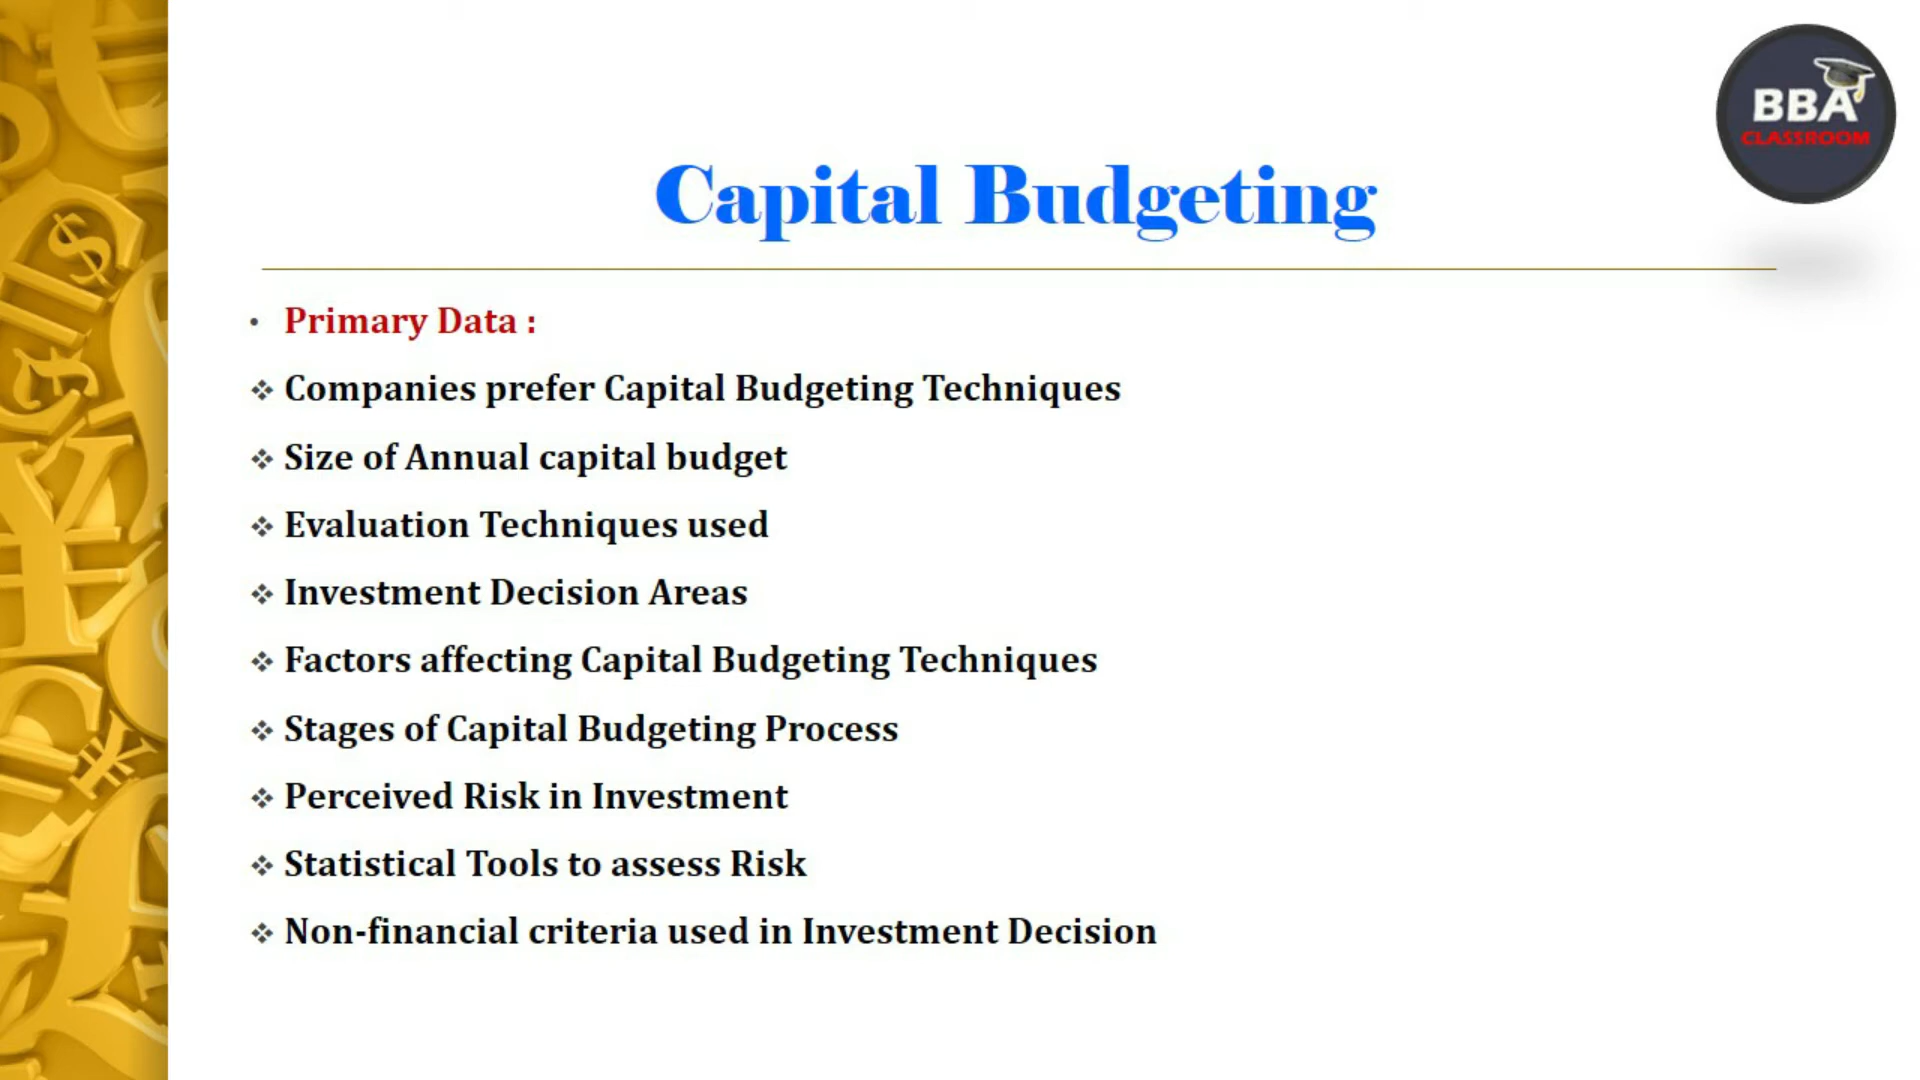 BBA
CLASSROOM
Capital Budgeting
• Primary Data :
❖ Companies prefer Capital Budgeting Techniques
❖ Size of Annual capital budget
❖ Evaluation Techniques used
❖ Investment Decision Areas
❖ Factors affecting Capital Budgeting Techniques
❖ Stages of Capital Budgeting Process
❖ Perceived Risk in Investment
❖ Statistical Tools to assess Risk
❖ Non-financial criteria used in Investment Decision